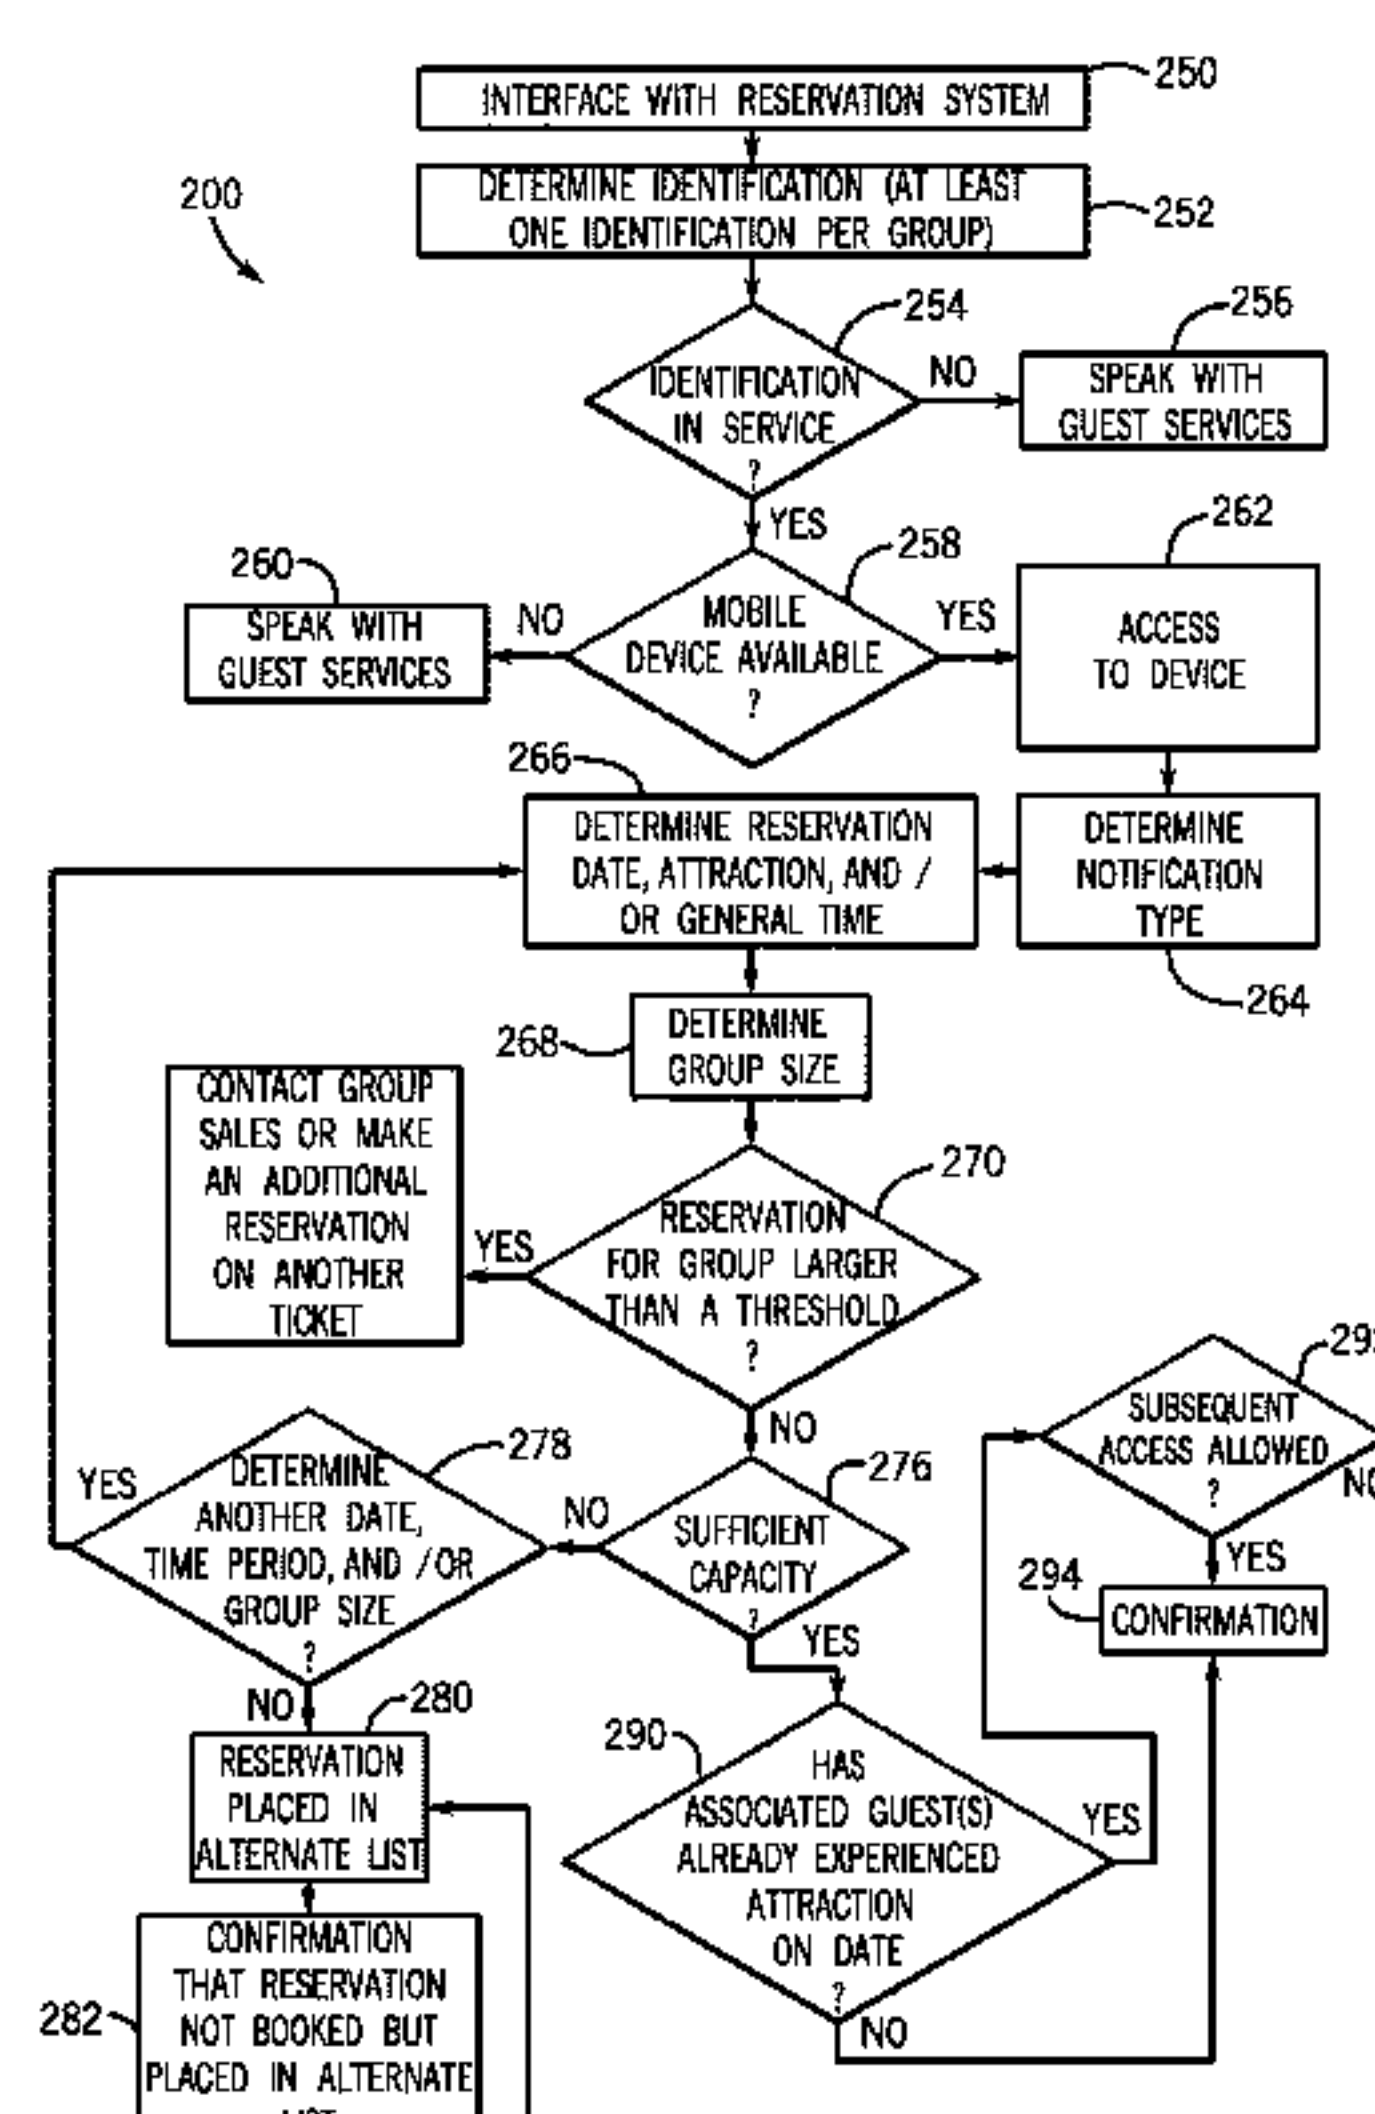 250
INTERFACE WITH RESERVATION SYSTEM
200
DETERMINE IDENTIFICATION (AT LEAST
ONE IDENTIFICATION PER GROUP)
252
254
256
IDENTIFICATION
IN SERVICE
?
NO
SPEAK WITH
GUEST SERVICES
YES
262
258
260
SPEAK WITH
GUEST SERVICES
NO
MOBILE
DEVICE AVAILABLE
?
YES
ACCESS
TO DEVICE
266
DETERMINE RESERVATION
DATE, ATTRACTION, AND /
OR GENERAL TIME
DETERMINE
NOTIFICATION
TYPE
264
268
DETERMINE
GROUP SIZE
CONTACT GROUP
SALES OR MAKE
AN ADDITIONAL
RESERVATION
ON ANOTHER
TICKET
270
YES
RESERVATION
FOR GROUP LARGER
THAN A THRESHOLD
?
NO
278
276
YES
DETERMINE
ANOTHER DATE,
TIME PERIOD, AND /OR
GROUP SIZE
?
NO
SUFFICIENT
CAPACITY
?
YES
SUBSEQUENT
ACCESS ALLOWED
?
YES
294
CONFIRMATION
NO
280
RESERVATION
PLACED IN
ALTERNATE LIST
290
HAS
ASSOCIATED GUEST(S)
ALREADY EXPERIENCED
ATTRACTION
ON DATE
?
YES
NO
282
CONFIRMATION
THAT RESERVATION
NOT BOOKED BUT
PLACED IN ALTERNATE